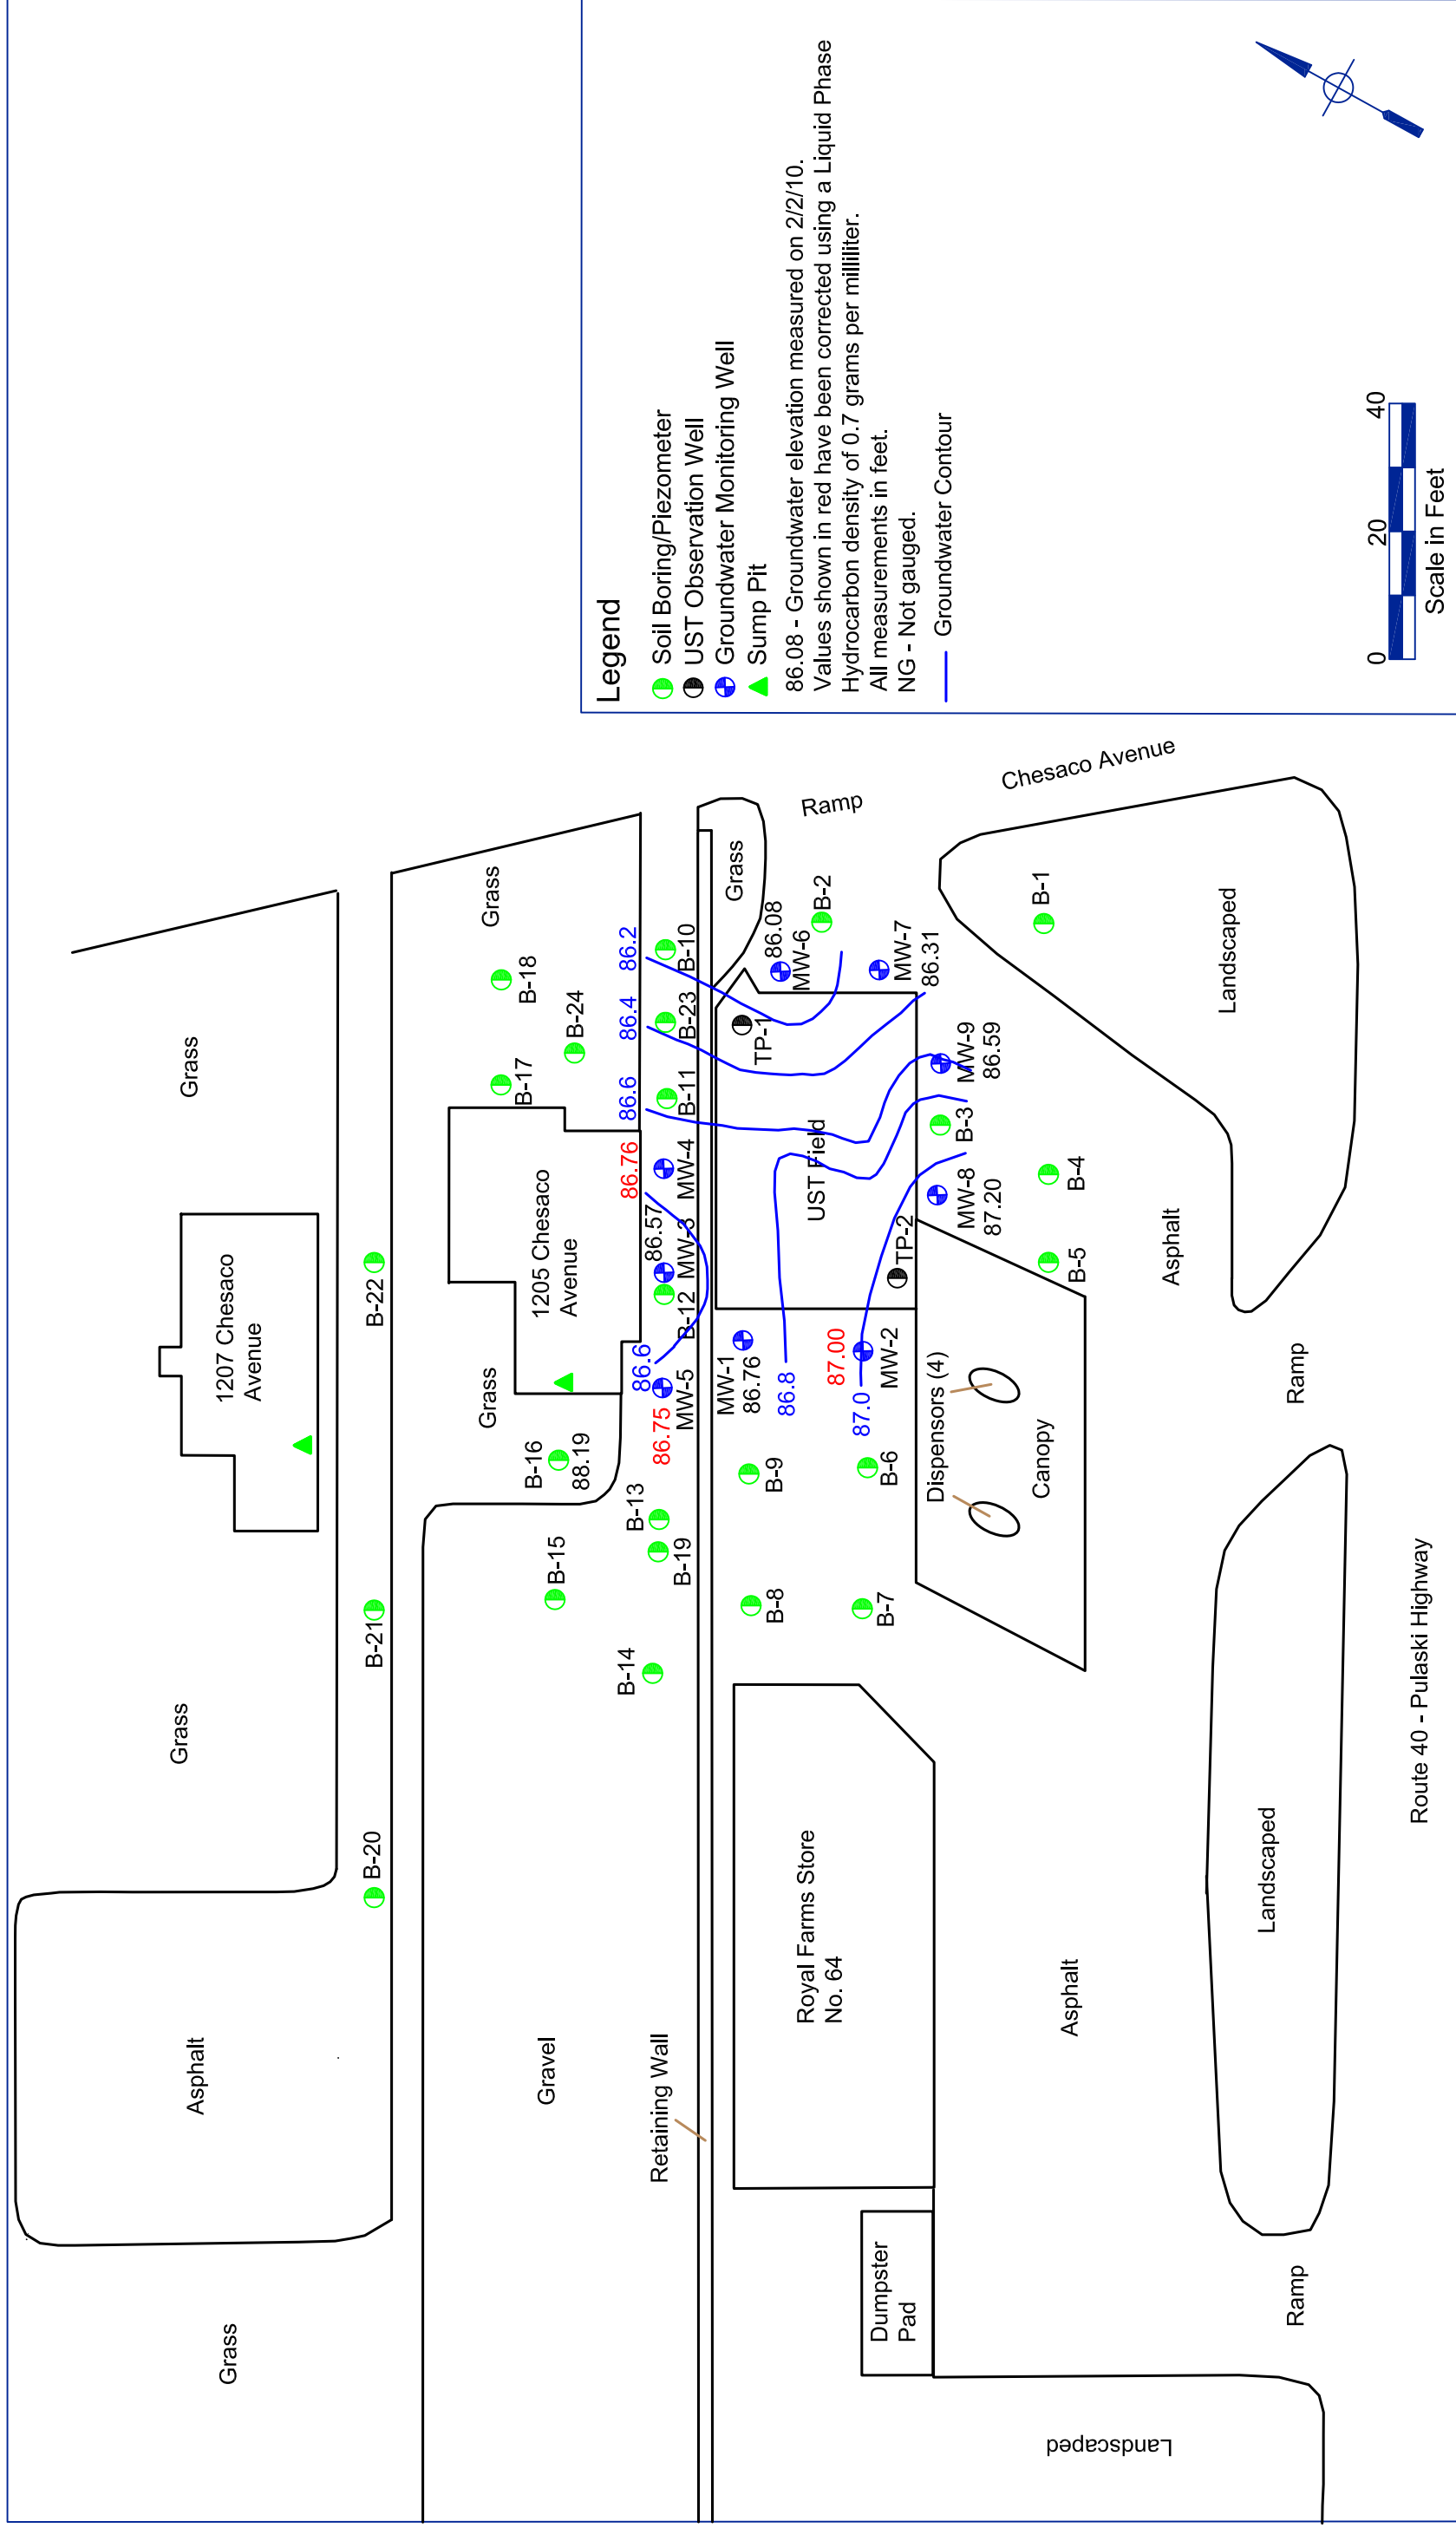 Grass
Asphalt
Grass
1207 Chesaco
Avenue
Grass
B-20
B-21
B-22
Gravel
B-15
B-16
88.19
Grass
1205 Chesaco
Avenue
B-17
B-24
B-18
Grass
Retaining Wall
B-14
B-13
B-19
86.75
MW-5
86.6
B-12
86.57
MW-3
86.76
MW-4
86.6
B-11
86.4
B-23
86.2
B-10
Royal Farms Store
No. 64
B-8
B-9
MW-1
86.76
86.8
UST Field
TP-1
86.08
MW-6
Grass
B-2
Ramp
B-7
B-6
87.0
87.00
MW-2
TP-2
MW-7
86.31
Dumpster
Pad
Dispensors (4)
Canopy
MW-8
87.20
B-3
MW-9
86.59
B-5
B-4
B-1
Chesaco Avenue
Landscaped
Asphalt
Asphalt
Landscaped
Ramp
Landscaped
Ramp
Route 40 - Pulaski Highway
Legend
Soil Boring/Piezometer
UST Observation Well
Groundwater Monitoring Well
Sump Pit
86.08 - Groundwater elevation measured on 2/2/10.
Values shown in red have been corrected using a Liquid Phase
Hydrocarbon density of 0.7 grams per milliliter.
All measurements in feet.
NG - Not gauged.
Groundwater Contour
0 20 40
Scale in Feet